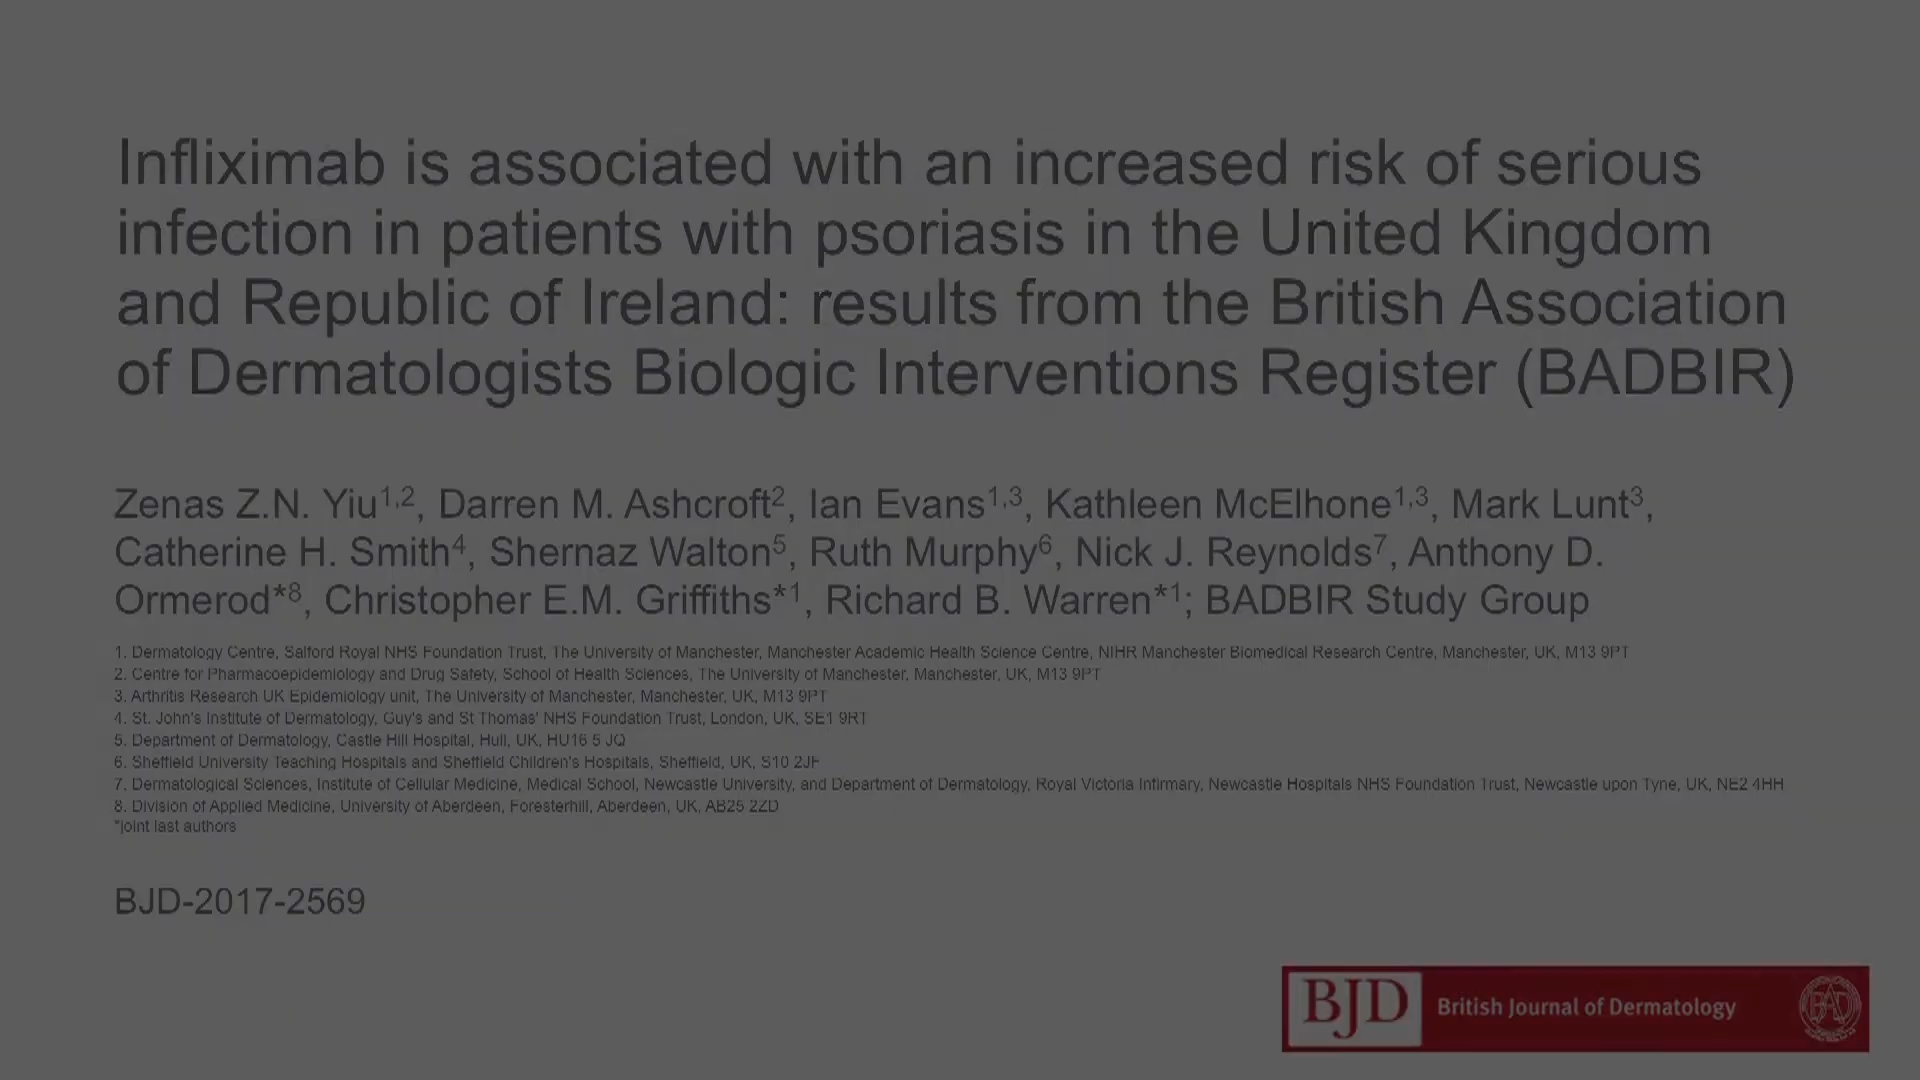 Infliximab is associated with an increased risk of serious
infection in patients with psoriasis in the United Kingdom
and Republic of Ireland: results from the British Association
of Dermatologists Biologic Interventions Register (BADBIR)
Zenas Z.N. Yiu1,2, Darren M. Ashcroft2, Ian Evans1,3, Kathleen McElhone1,3, Mark Lunt3,
Catherine H. Smith4, Shernaz Walton5, Ruth Murphy6, Nick J. Reynolds7, Anthony D.
Ormerod*8, Christopher E.M. Griffiths*1, Richard B. Warren*1; BADBIR Study Group
1. Dermatology Centre, Salford Royal NHS Foundation Trust, The University of Manchester, Manchester Academic Health Science Centre, NIHR Manchester Biomedical Research Centre, Manchester, UK, M13 9PT
2. Centre for Pharmacoepidemiology and Drug Safety, School of Health Sciences, The University of Manchester, Manchester, UK, M13 9PT
3. Arthritis Research UK Epidemiology unit, The University of Manchester, Manchester, UK, M13 9PT
4. St. John's Institute of Dermatology, Guy's and St Thomas' NHS Foundation Trust, London, UK, SE1 9RT
5. Department of Dermatology, Castle Hill Hospital, Hull, UK, HU16 5 JQ
6. Sheffield University Teaching Hospitals and Sheffield Children's Hospitals, Sheffield, UK, S10 2JF
7. Dermatological Sciences, Institute of Cellular Medicine, Medical School, Newcastle University, and Department of Dermatology, Royal Victoria Infirmary, Newcastle Hospitals NHS Foundation Trust, Newcastle upon Tyne, UK, NE2 4HH
8. Division of Applied Medicine, University of Aberdeen, Foresterhill, Aberdeen, UK, AB25 2ZD
*joint last authors
BJD-2017-2569
BJD British Journal of Dermatology BAD